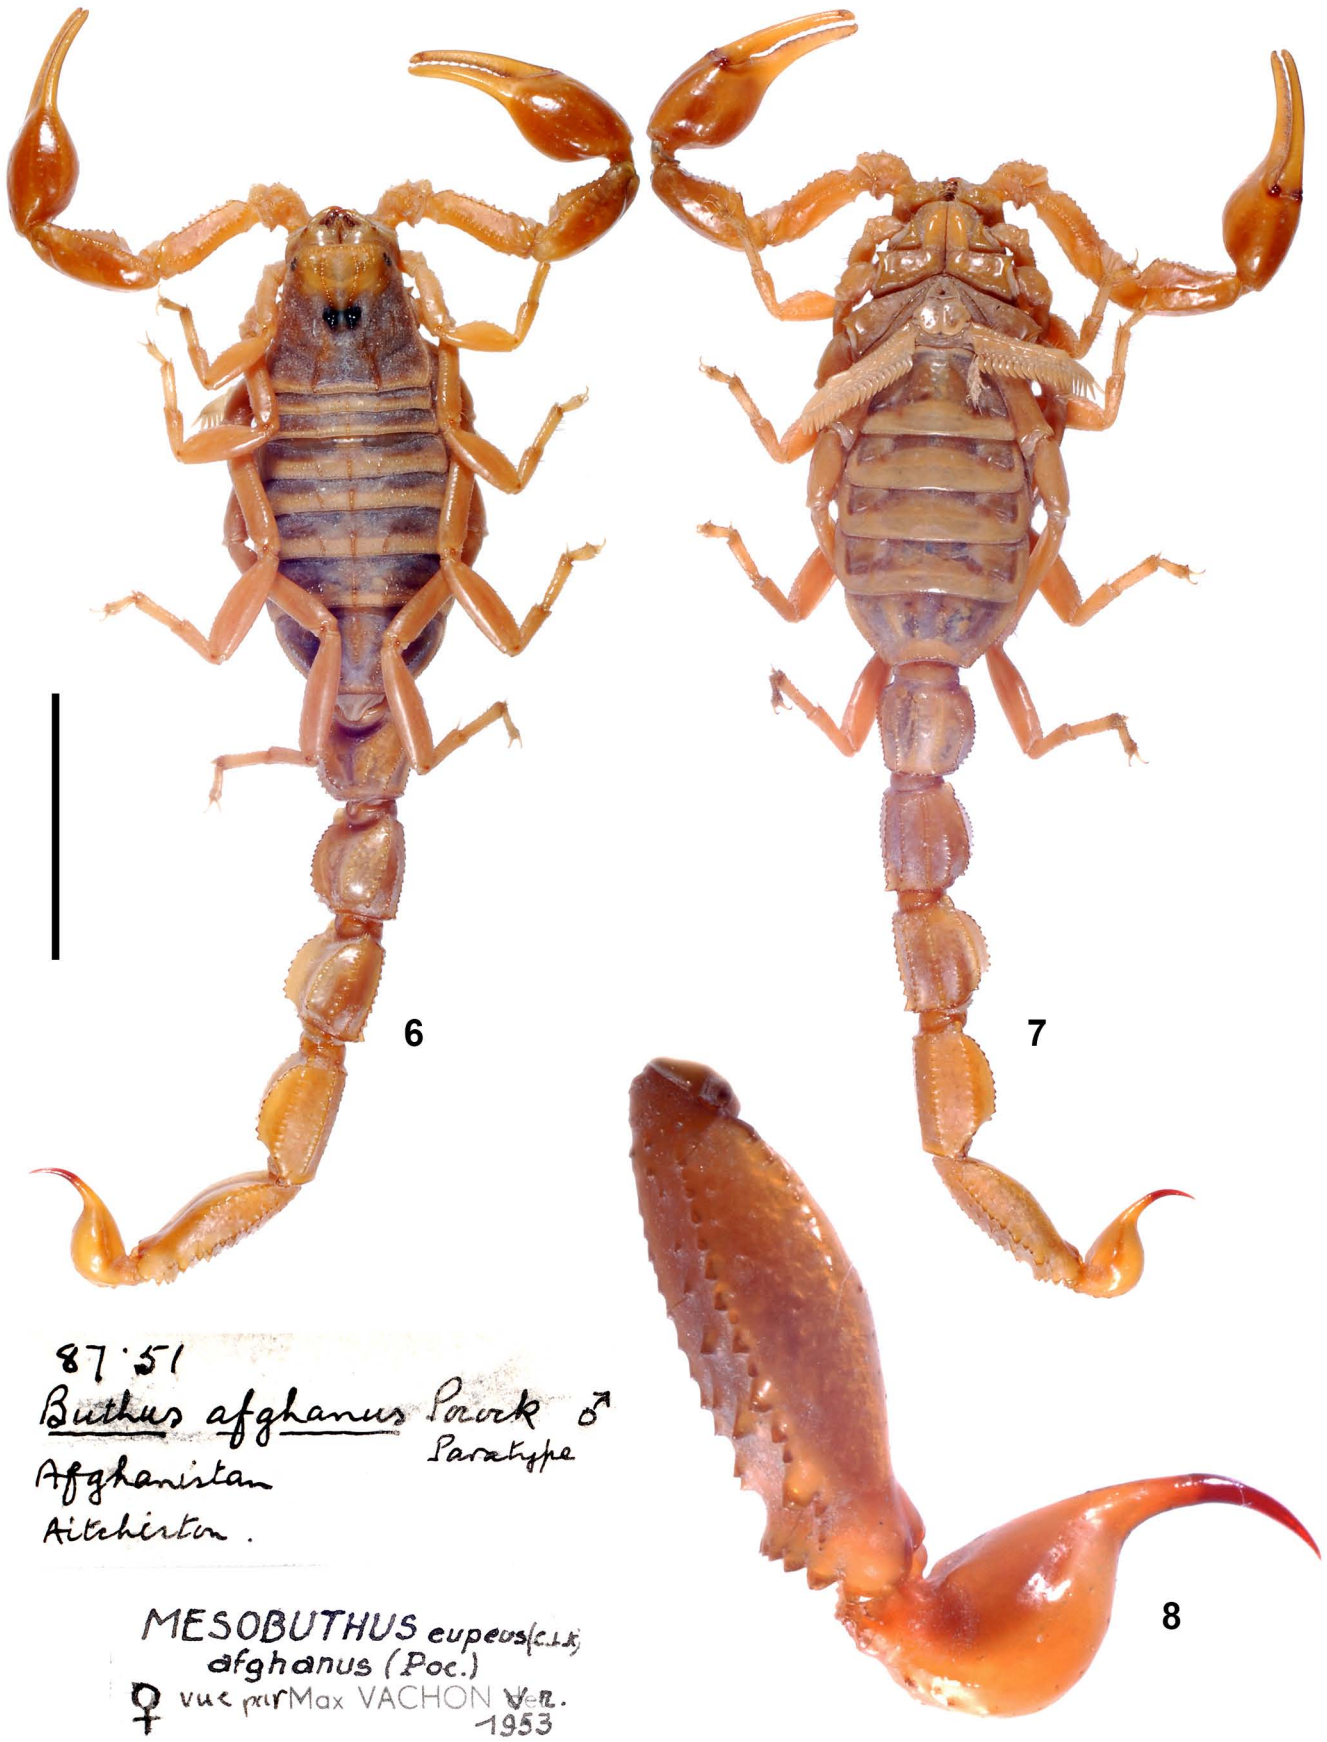 6
7
8
87·51
Buthus afghanus Pocock ♂
Paratype
Afghanistan
Aitchiston.
MESOBUTHUS eupeus (C.L.K)
afghanus (Poc.)
♀ vue par Max VACHON
1953